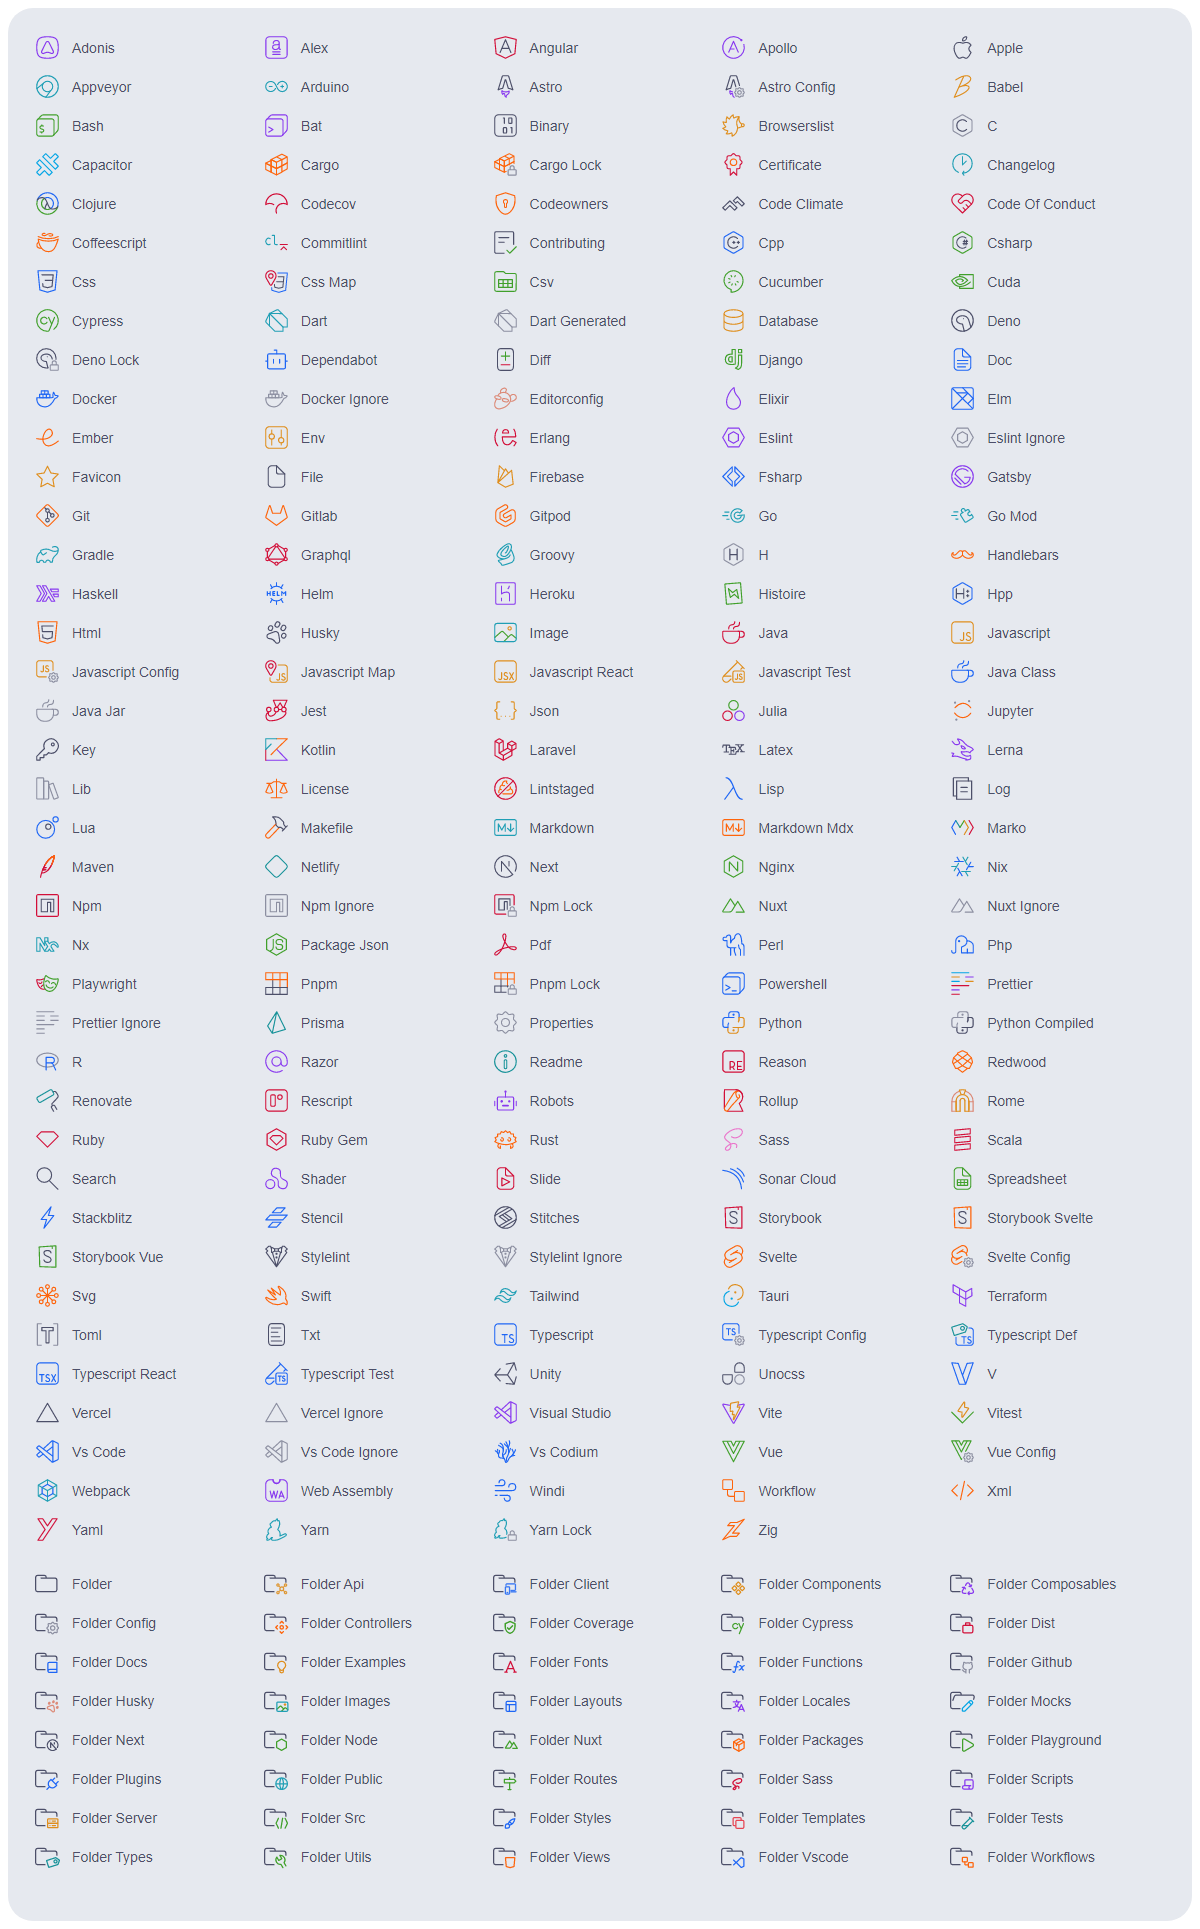 Adonis Alex Angular Apollo Apple
Appveyor Arduino Astro Astro Config Babel
Bash Bat Binary Browserslist C
Capacitor Cargo Cargo Lock Certificate Changelog
Clojure Codecov Codeowners Code Climate Code Of Conduct
Coffeescript Commitlint Contributing Cpp Csharp
Css Css Map Csv Cucumber Cuda
Cypress Dart Dart Generated Database Deno
Deno Lock Dependabot Diff Django Doc
Docker Docker Ignore Editorconfig Elixir Elm
Ember Env Erlang Eslint Eslint Ignore
Favicon File Firebase Fsharp Gatsby
Git Gitlab Gitpod Go Go Mod
Gradle Graphql Groovy H Handlebars
Haskell Helm Heroku Histoire Hpp
Html Husky Image Java Javascript
Javascript Config Javascript Map Javascript React Javascript Test Java Class
Java Jar Jest Json Julia Jupyter
Key Kotlin Laravel Latex Lerna
Lib License Lintstaged Lisp Log
Lua Makefile Markdown Markdown Mdx Marko
Maven Netlify Next Nginx Nix
Npm Npm Ignore Npm Lock Nuxt Nuxt Ignore
Nx Package Json Pdf Perl Php
Playwright Pnpm Pnpm Lock Powershell Prettier
Prettier Ignore Prisma Properties Python Python Compiled
R Razor Readme Reason Redwood
Renovate Rescript Robots Rollup Rome
Ruby Ruby Gem Rust Sass Scala
Search Shader Slide Sonar Cloud Spreadsheet
Stackblitz Stencil Stitches Storybook Storybook Svelte
Storybook Vue Stylelint Stylelint Ignore Svelte Svelte Config
Svg Swift Tailwind Tauri Terraform
Toml Txt Typescript Typescript Config Typescript Def
Typescript React Typescript Test Unity Unocss V
Vercel Vercel Ignore Visual Studio Vite Vitest
Vs Code Vs Code Ignore Vs Codium Vue Vue Config
Webpack Web Assembly Windi Workflow Xml
Yaml Yarn Yarn Lock Zig
Folder Folder Api Folder Client Folder Components Folder Composables
Folder Config Folder Controllers Folder Coverage Folder Cypress Folder Dist
Folder Docs Folder Examples Folder Fonts Folder Functions Folder Github
Folder Husky Folder Images Folder Layouts Folder Locales Folder Mocks
Folder Next Folder Node Folder Nuxt Folder Packages Folder Playground
Folder Plugins Folder Public Folder Routes Folder Sass Folder Scripts
Folder Server Folder Src Folder Styles Folder Templates Folder Tests
Folder Types Folder Utils Folder Views Folder Vscode Folder Workflows